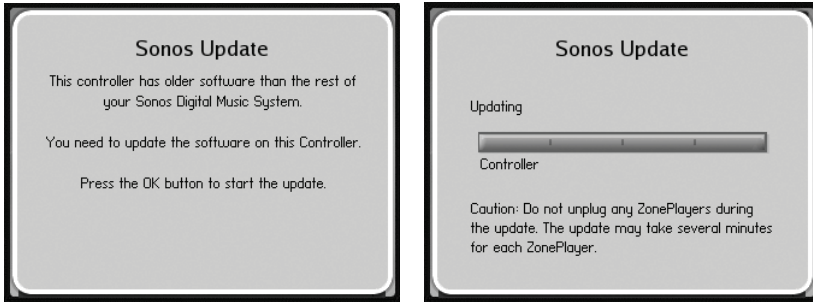 Sonos Update
This controller has older software than the rest of
your Sonos Digital Music System.
You need to update the software on this Controller.
Press the OK button to start the update.
Sonos Update
Updating
Controller
Caution: Do not unplug any ZonePlayers during
the update. The update may take several minutes
for each ZonePlayer.